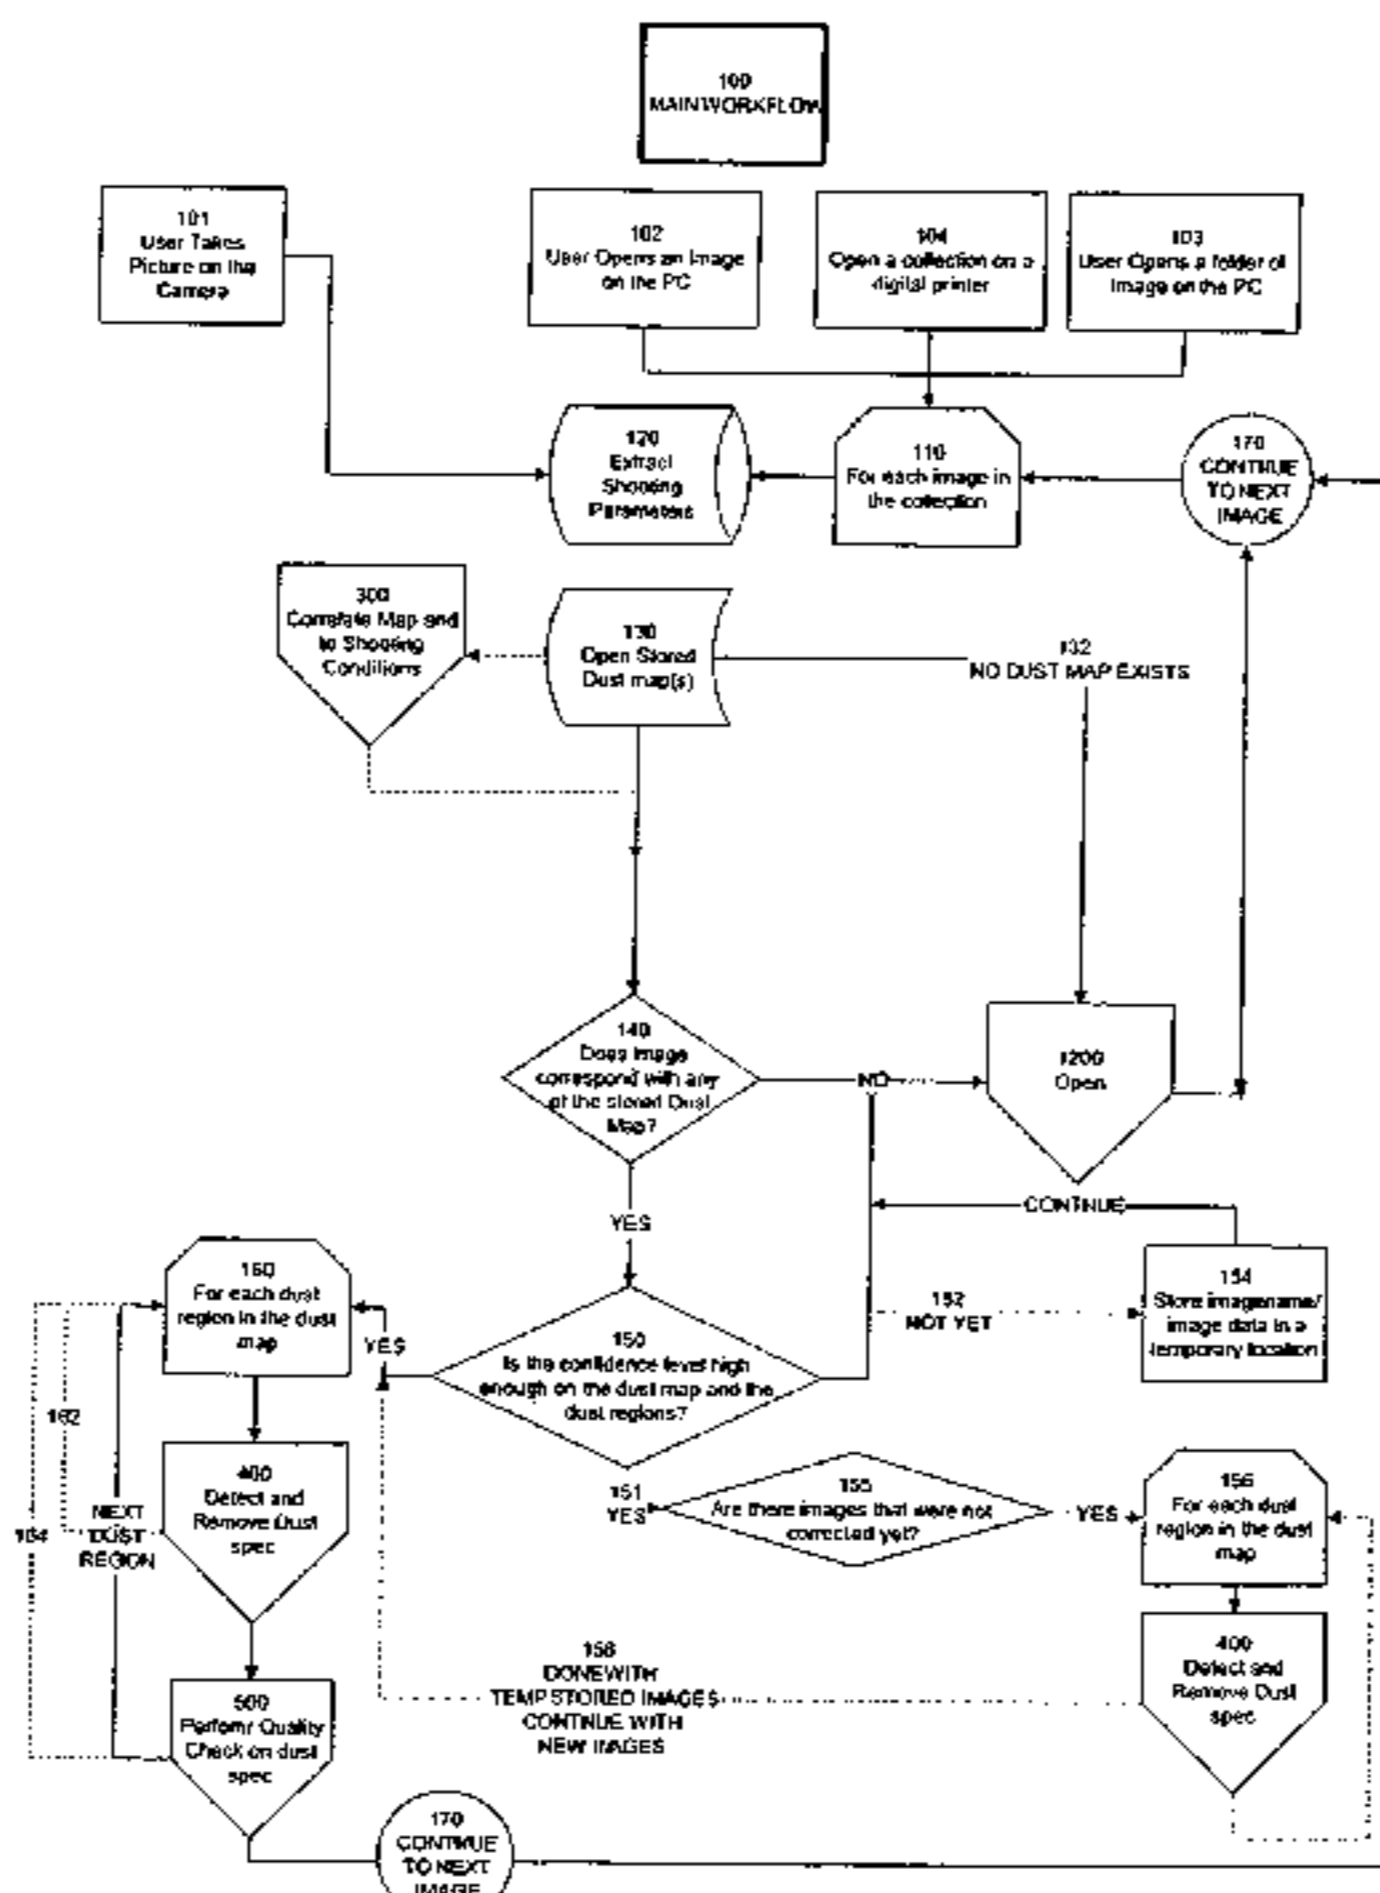 100
MAIN WORKFLOW
101
User Takes
Picture on the
Camera
102
User Opens an Image
on the PC
104
Open a collection on a
digital printer
103
User Opens a folder of
Image on the PC
120
Extract
Shooting
Parameters
110
For each image in
the collection
170
CONTINUE
TO NEXT
IMAGE
300
Correlate Map and
to Shooting
Conditions
130
Open Stored
Dust map(s)
132
NO DUST MAP EXISTS
140
Does Image
correspond with any
of the stored Dust
Map?
NO
1200
Open
YES
CONTINUE
160
For each dust
region in the dust
map
YES
150
Is the confidence level high
enough on the dust map and the
dust regions?
152
NOT YET
154
Store imagename/
image data in a
temporary location
162
164
NEXT
DUST
REGION
400
Detect and
Remove Dust
spec
151
YES
155
Are there images that were not
corrected yet?
YES
156
For each dust
region in the dust
map
158
DONE WITH
TEMP STORED IMAGES
CONTINUE WITH
NEW IMAGES
400
Detect and
Remove Dust
spec
500
Perform Quality
Check on dust
spec
170
CONTINUE
TO NEXT
IMAGE